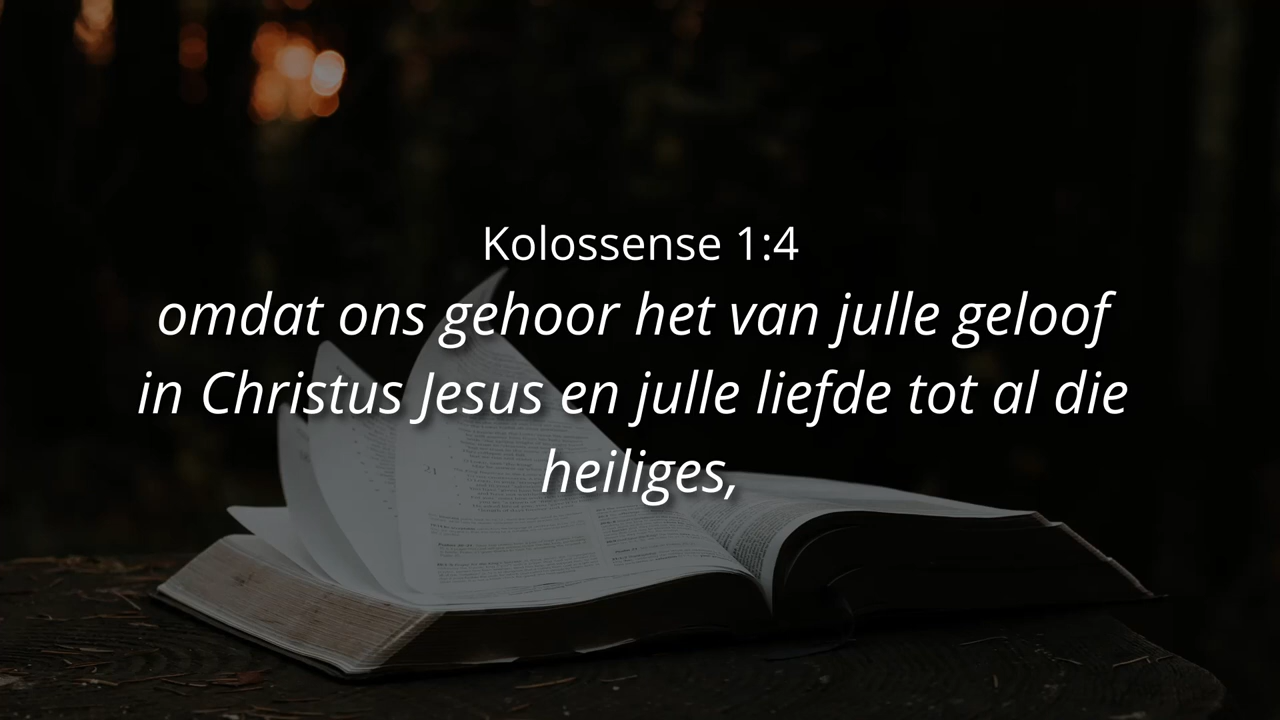 Kolossense 1:4
omdat ons gehoor het van julle geloof
in Christus Jesus en julle liefde tot al die
heiliges,